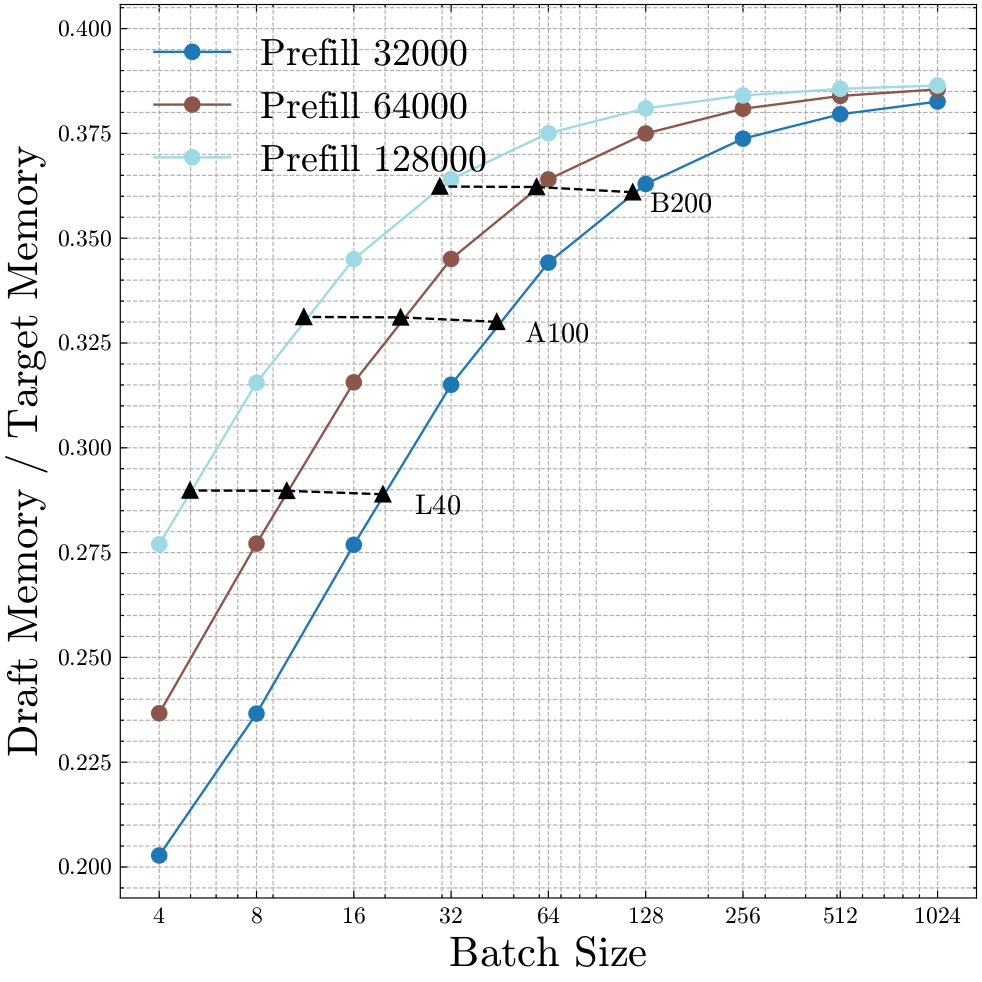 0.400
0.375
0.350
0.325
0.300
0.275
0.250
0.225
0.200
Draft Memory / Target Memory
Prefill 32000
Prefill 64000
Prefill 128000
B200
A100
L40
4 8 16 32 64 128 256 512 1024
Batch Size